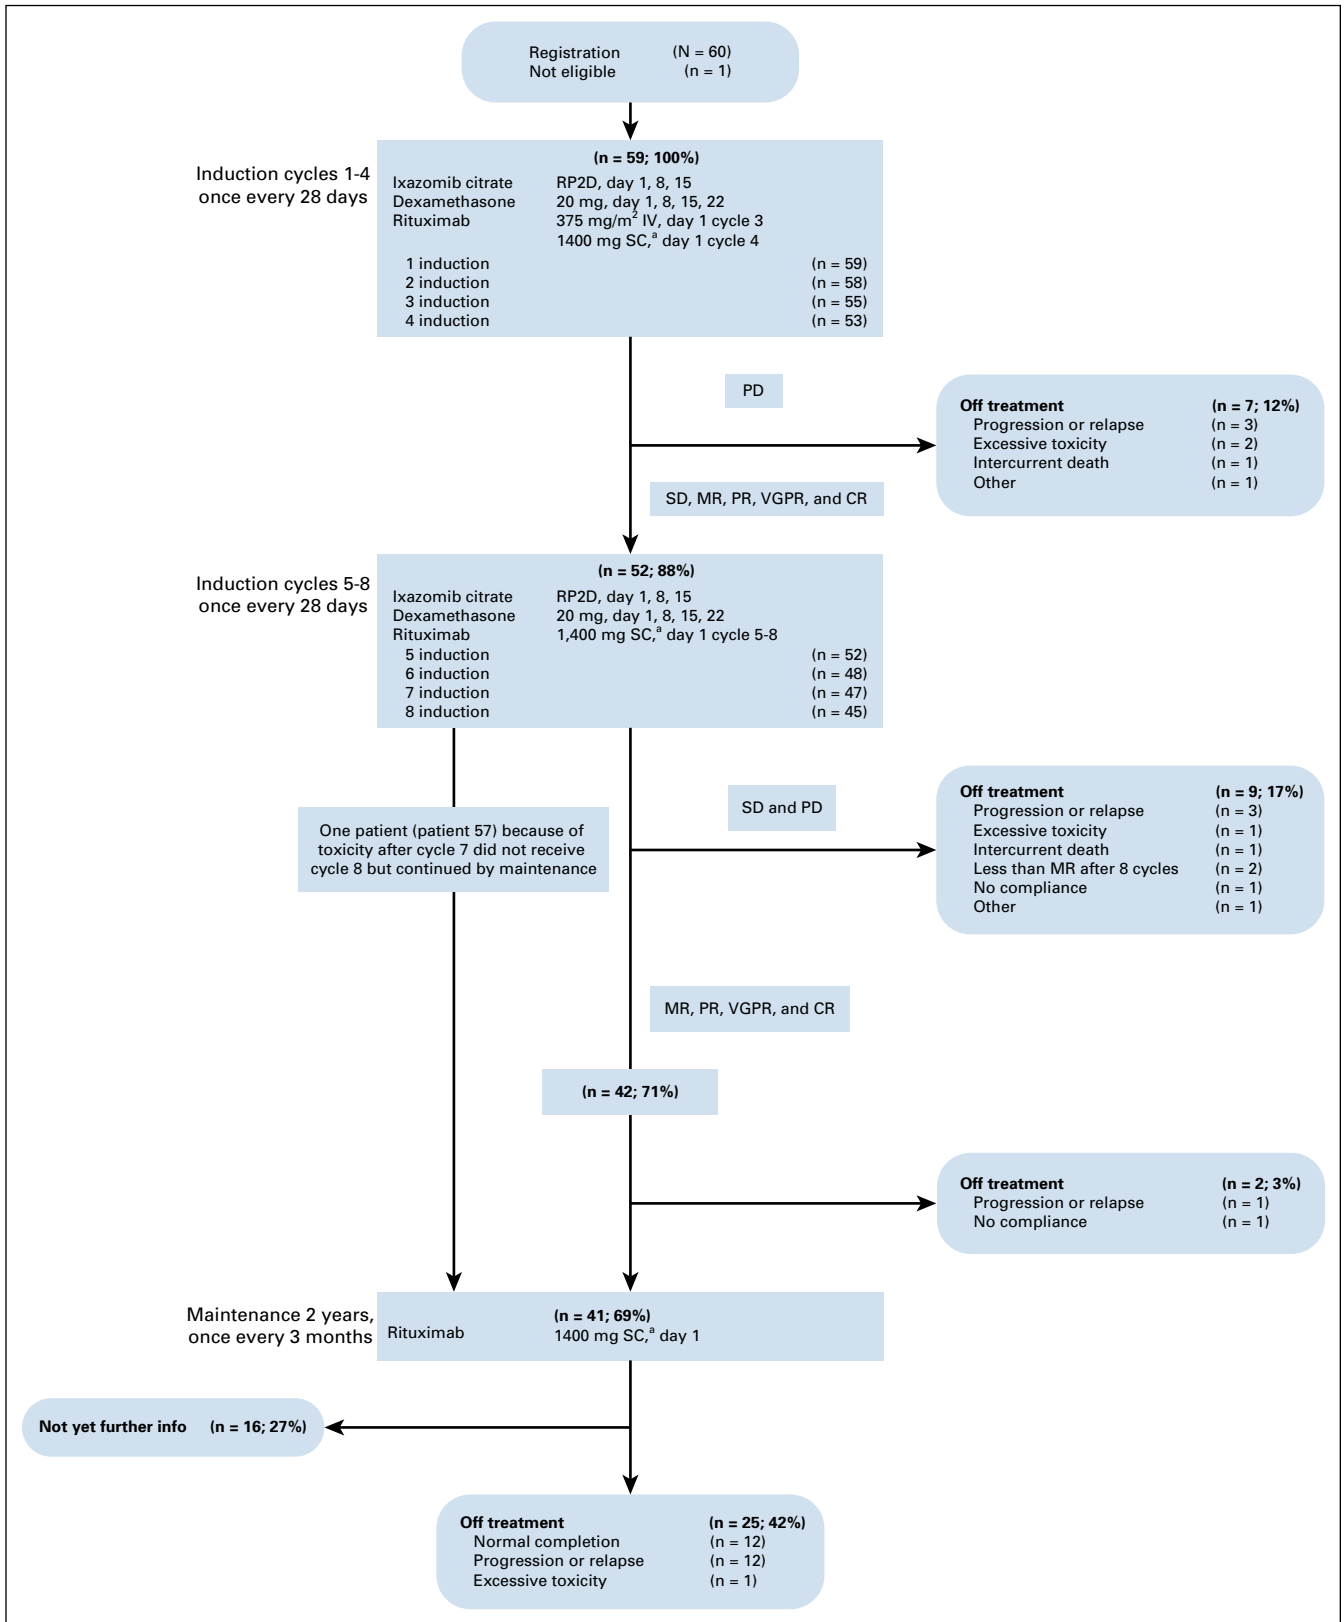 Registration (N = 60)
Not eligible (n = 1)
Induction cycles 1-4
once every 28 days
(n = 59; 100%)
Ixazomib citrate RP2D, day 1, 8, 15
Dexamethasone 20 mg, day 1, 8, 15, 22
Rituximab 375 mg/m² IV, day 1 cycle 3
1400 mg SC,ᵃ day 1 cycle 4
1 induction (n = 59)
2 induction (n = 58)
3 induction (n = 55)
4 induction (n = 53)
PD
Off treatment (n = 7; 12%)
Progression or relapse (n = 3)
Excessive toxicity (n = 2)
Intercurrent death (n = 1)
Other (n = 1)
SD, MR, PR, VGPR, and CR
Induction cycles 5-8
once every 28 days
(n = 52; 88%)
Ixazomib citrate RP2D, day 1, 8, 15
Dexamethasone 20 mg, day 1, 8, 15, 22
Rituximab 1,400 mg SC,ᵃ day 1 cycle 5-8
5 induction (n = 52)
6 induction (n = 48)
7 induction (n = 47)
8 induction (n = 45)
SD and PD
Off treatment (n = 9; 17%)
Progression or relapse (n = 3)
Excessive toxicity (n = 1)
Intercurrent death (n = 1)
Less than MR after 8 cycles (n = 2)
No compliance (n = 1)
Other (n = 1)
One patient (patient 57) because of
toxicity after cycle 7 did not receive
cycle 8 but continued by maintenance
MR, PR, VGPR, and CR
(n = 42; 71%)
Off treatment (n = 2; 3%)
Progression or relapse (n = 1)
No compliance (n = 1)
Maintenance 2 years,
once every 3 months
(n = 41; 69%)
Rituximab 1400 mg SC,ᵃ day 1
Not yet further info (n = 16; 27%)
Off treatment (n = 25; 42%)
Normal completion (n = 12)
Progression or relapse (n = 12)
Excessive toxicity (n = 1)